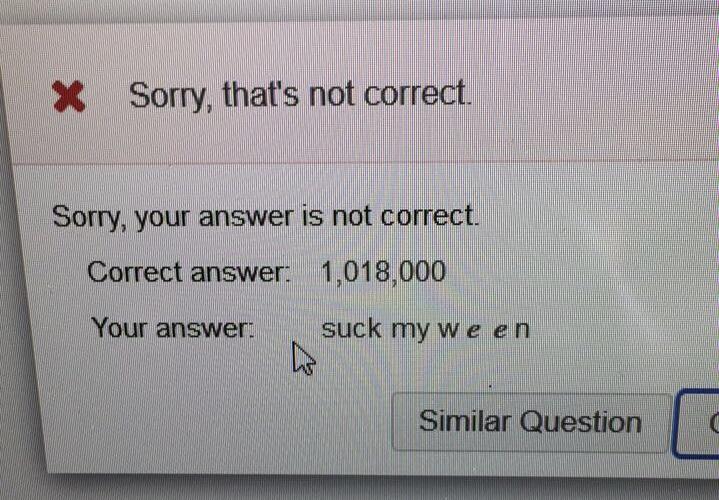 Sorry, that's not correct.
Sorry, your answer is not correct.
Correct answer: 1,018,000
Your answer: suck my w e e n
Similar Question